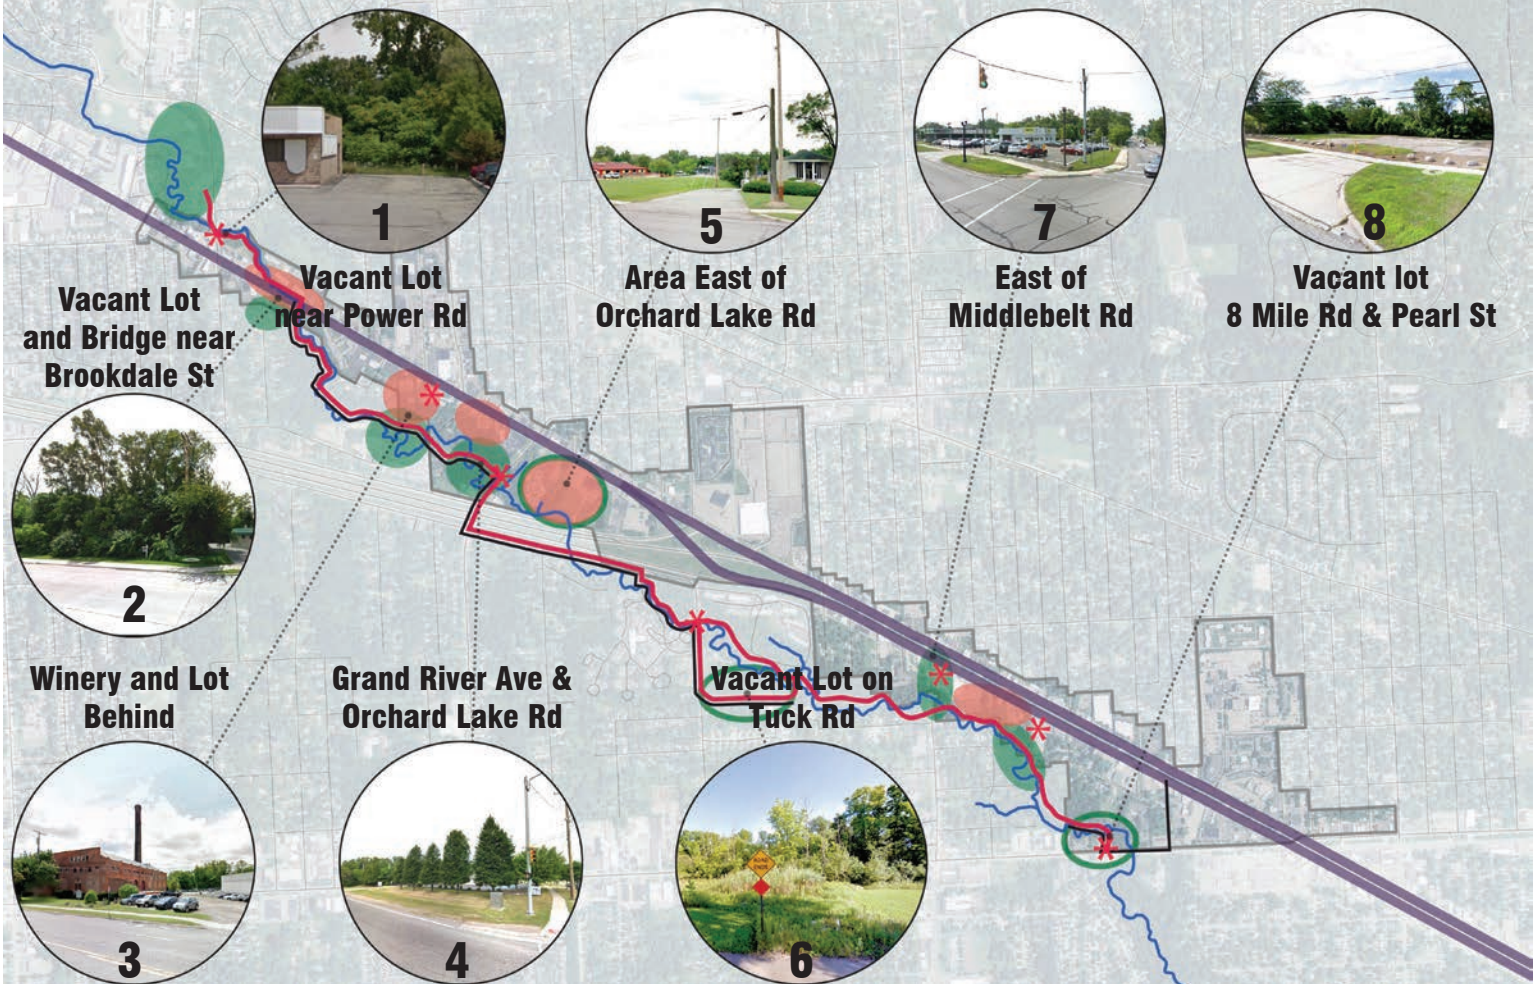 1
Vacant Lot
near Power Rd
5
Area East of
Orchard Lake Rd
7
East of
Middlebelt Rd
8
Vacant lot
8 Mile Rd & Pearl St
Vacant Lot
and Bridge near
Brookdale St
2
Winery and Lot
Behind
3
Grand River Ave &
Orchard Lake Rd
4
Vacant Lot on
Tuck Rd
6